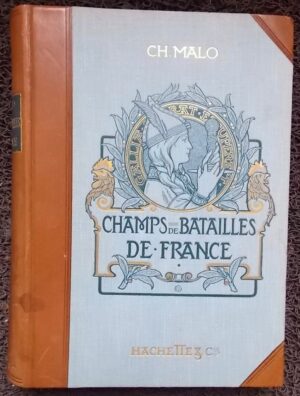 CH. MALO
CHAMPS DE BATAILLES
DE·FRANCE
HACHETTE & Cie